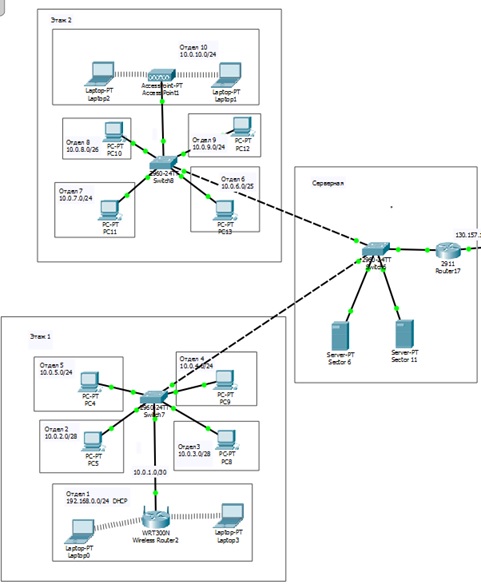 Этаж 2
Отдел 10
10.0.10.0/24
Laptop-PT
Laptop2
AccessPoint-PT
Access Point1
Laptop-PT
Laptop1
Отдел 8
10.0.8.0/26
PC-PT
PC10
Отдел 9
10.0.9.0/24
PC-PT
PC12
2960-24TT
Switch8
Отдел 7
10.0.7.0/24
PC-PT
PC11
Отдел 6
10.0.6.0/25
PC-PT
PC13
Серверная
130.157.
2960-24TT
2911
Router17
Server-PT
Sector 6
Server-PT
Sector 11
Этаж 1
Отдел 5
10.0.5.0/24
PC-PT
PC4
Отдел 4
10.0.4.0/24
PC-PT
PC9
2960-24TT
Switch7
Отдел 2
10.0.2.0/28
PC-PT
PC5
Отдел 3
10.0.3.0/28
PC-PT
PC8
10.0.1.0/30
Отдел 1
192.168.0.0/24 DHCP
Laptop-PT
Laptop0
WRT300N
Wireless Router2
Laptop-PT
Laptop3